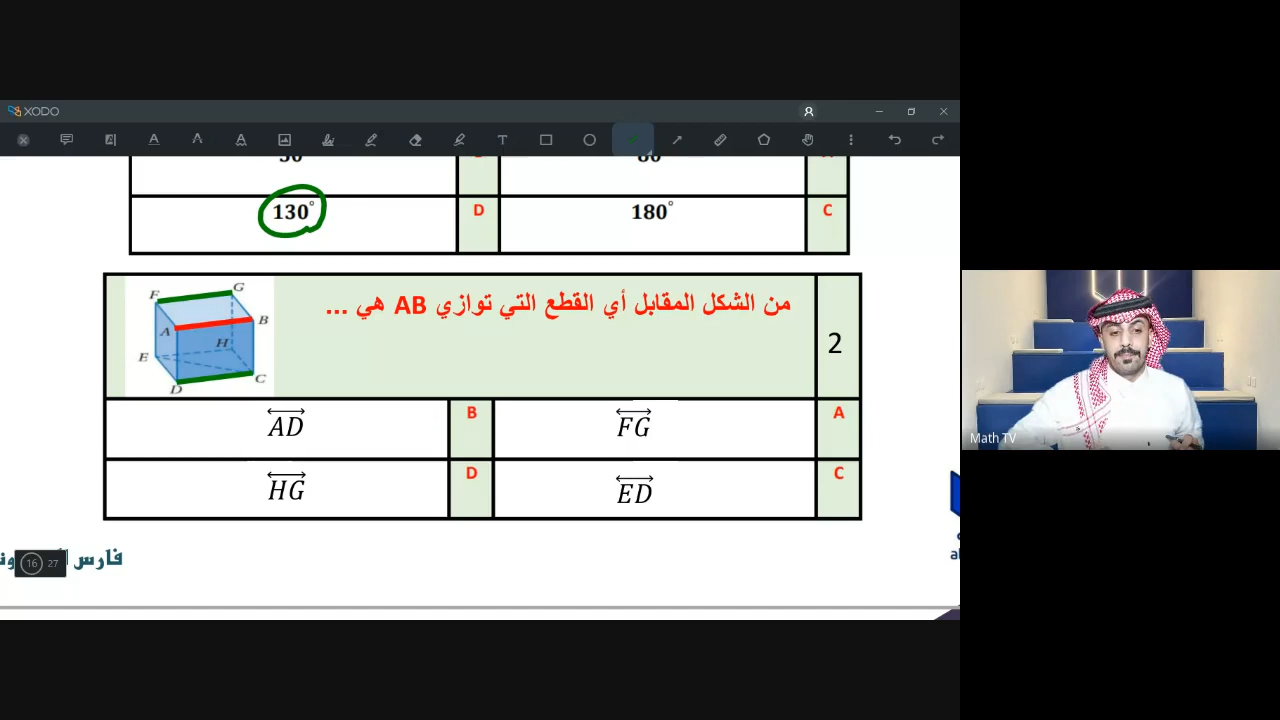 XODO
130°
D
180°
C
من الشكل المقابل أي القطع التي توازي AB هي ...
2
F
G
A
B
E
H
D
C
AD
B
FG
A
HG
D
ED
C
فارس
16 27
Math TV